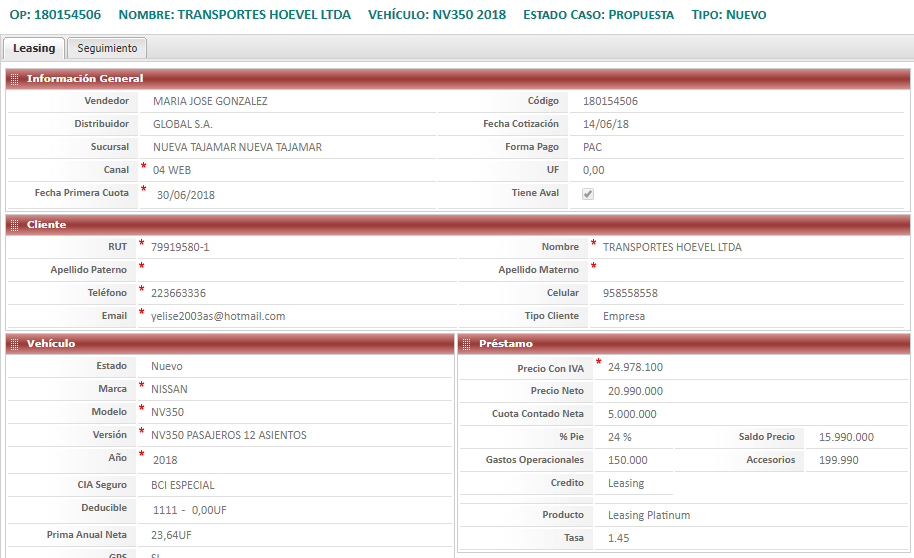 OP: 180154506 NOMBRE: TRANSPORTES HOEVEL LTDA VEHÍCULO: NV350 2018 ESTADO CASO: PROPUESTA TIPO: NUEVO
Leasing Seguimiento
Información General
Vendedor MARIA JOSE GONZALEZ Código 180154506
Distribuidor GLOBAL S.A. Fecha Cotización 14/06/18
Sucursal NUEVA TAJAMAR NUEVA TAJAMAR Forma Pago PAC
Canal * 04 WEB UF 0,00
Fecha Primera Cuota * 30/06/2018 Tiene Aval
Cliente
RUT * 79919580-1 Nombre * TRANSPORTES HOEVEL LTDA
Apellido Paterno * Apellido Materno *
Teléfono * 223663336 Celular 958558558
Email * yelise2003as@hotmail.com Tipo Cliente Empresa
Vehículo
Estado Nuevo
Marca * NISSAN
Modelo * NV350
Versión * NV350 PASAJEROS 12 ASIENTOS
Año * 2018
CIA Seguro BCI ESPECIAL
Deducible 1111 - 0,00UF
Prima Anual Neta 23,64UF
GPS SI
Préstamo
Precio Con IVA * 24.978.100
Precio Neto 20.990.000
Cuota Contado Neta 5.000.000
% Pie 24 % Saldo Precio 15.990.000
Gastos Operacionales 150.000 Accesorios 199.990
Credito Leasing
Producto Leasing Platinum
Tasa 1.45